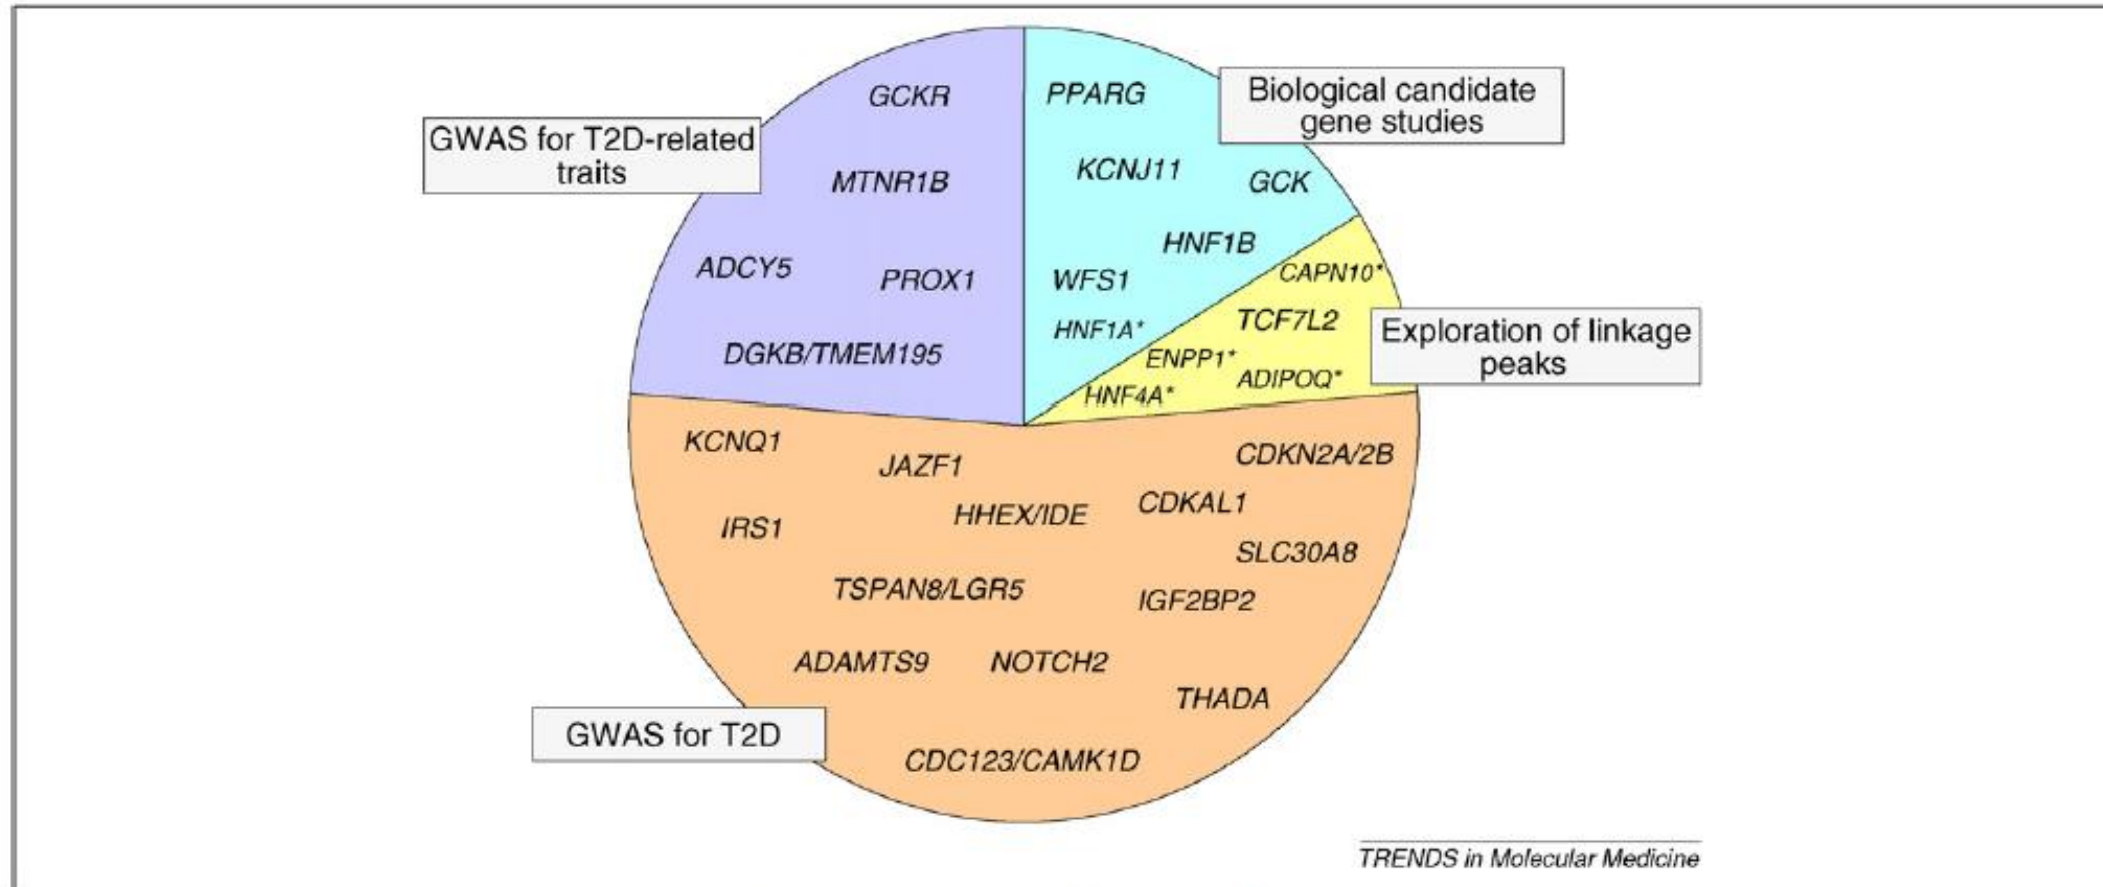 GCKR
PPARG
Biological candidate
gene studies
GWAS for T2D-related
traits
MTNR1B
KCNJ11
GCK
HNF1B
ADCY5
PROX1
WFS1
CAPN10*
HNF1A*
TCF7L2
Exploration of linkage
peaks
DGKB/TMEM195
ENPP1*
ADIPOQ*
HNF4A*
KCNQ1
JAZF1
CDKN2A/2B
HHEX/IDE
CDKAL1
IRS1
SLC30A8
TSPAN8/LGR5
IGF2BP2
ADAMTS9
NOTCH2
THADA
GWAS for T2D
CDC123/CAMK1D
TRENDS in Molecular Medicine